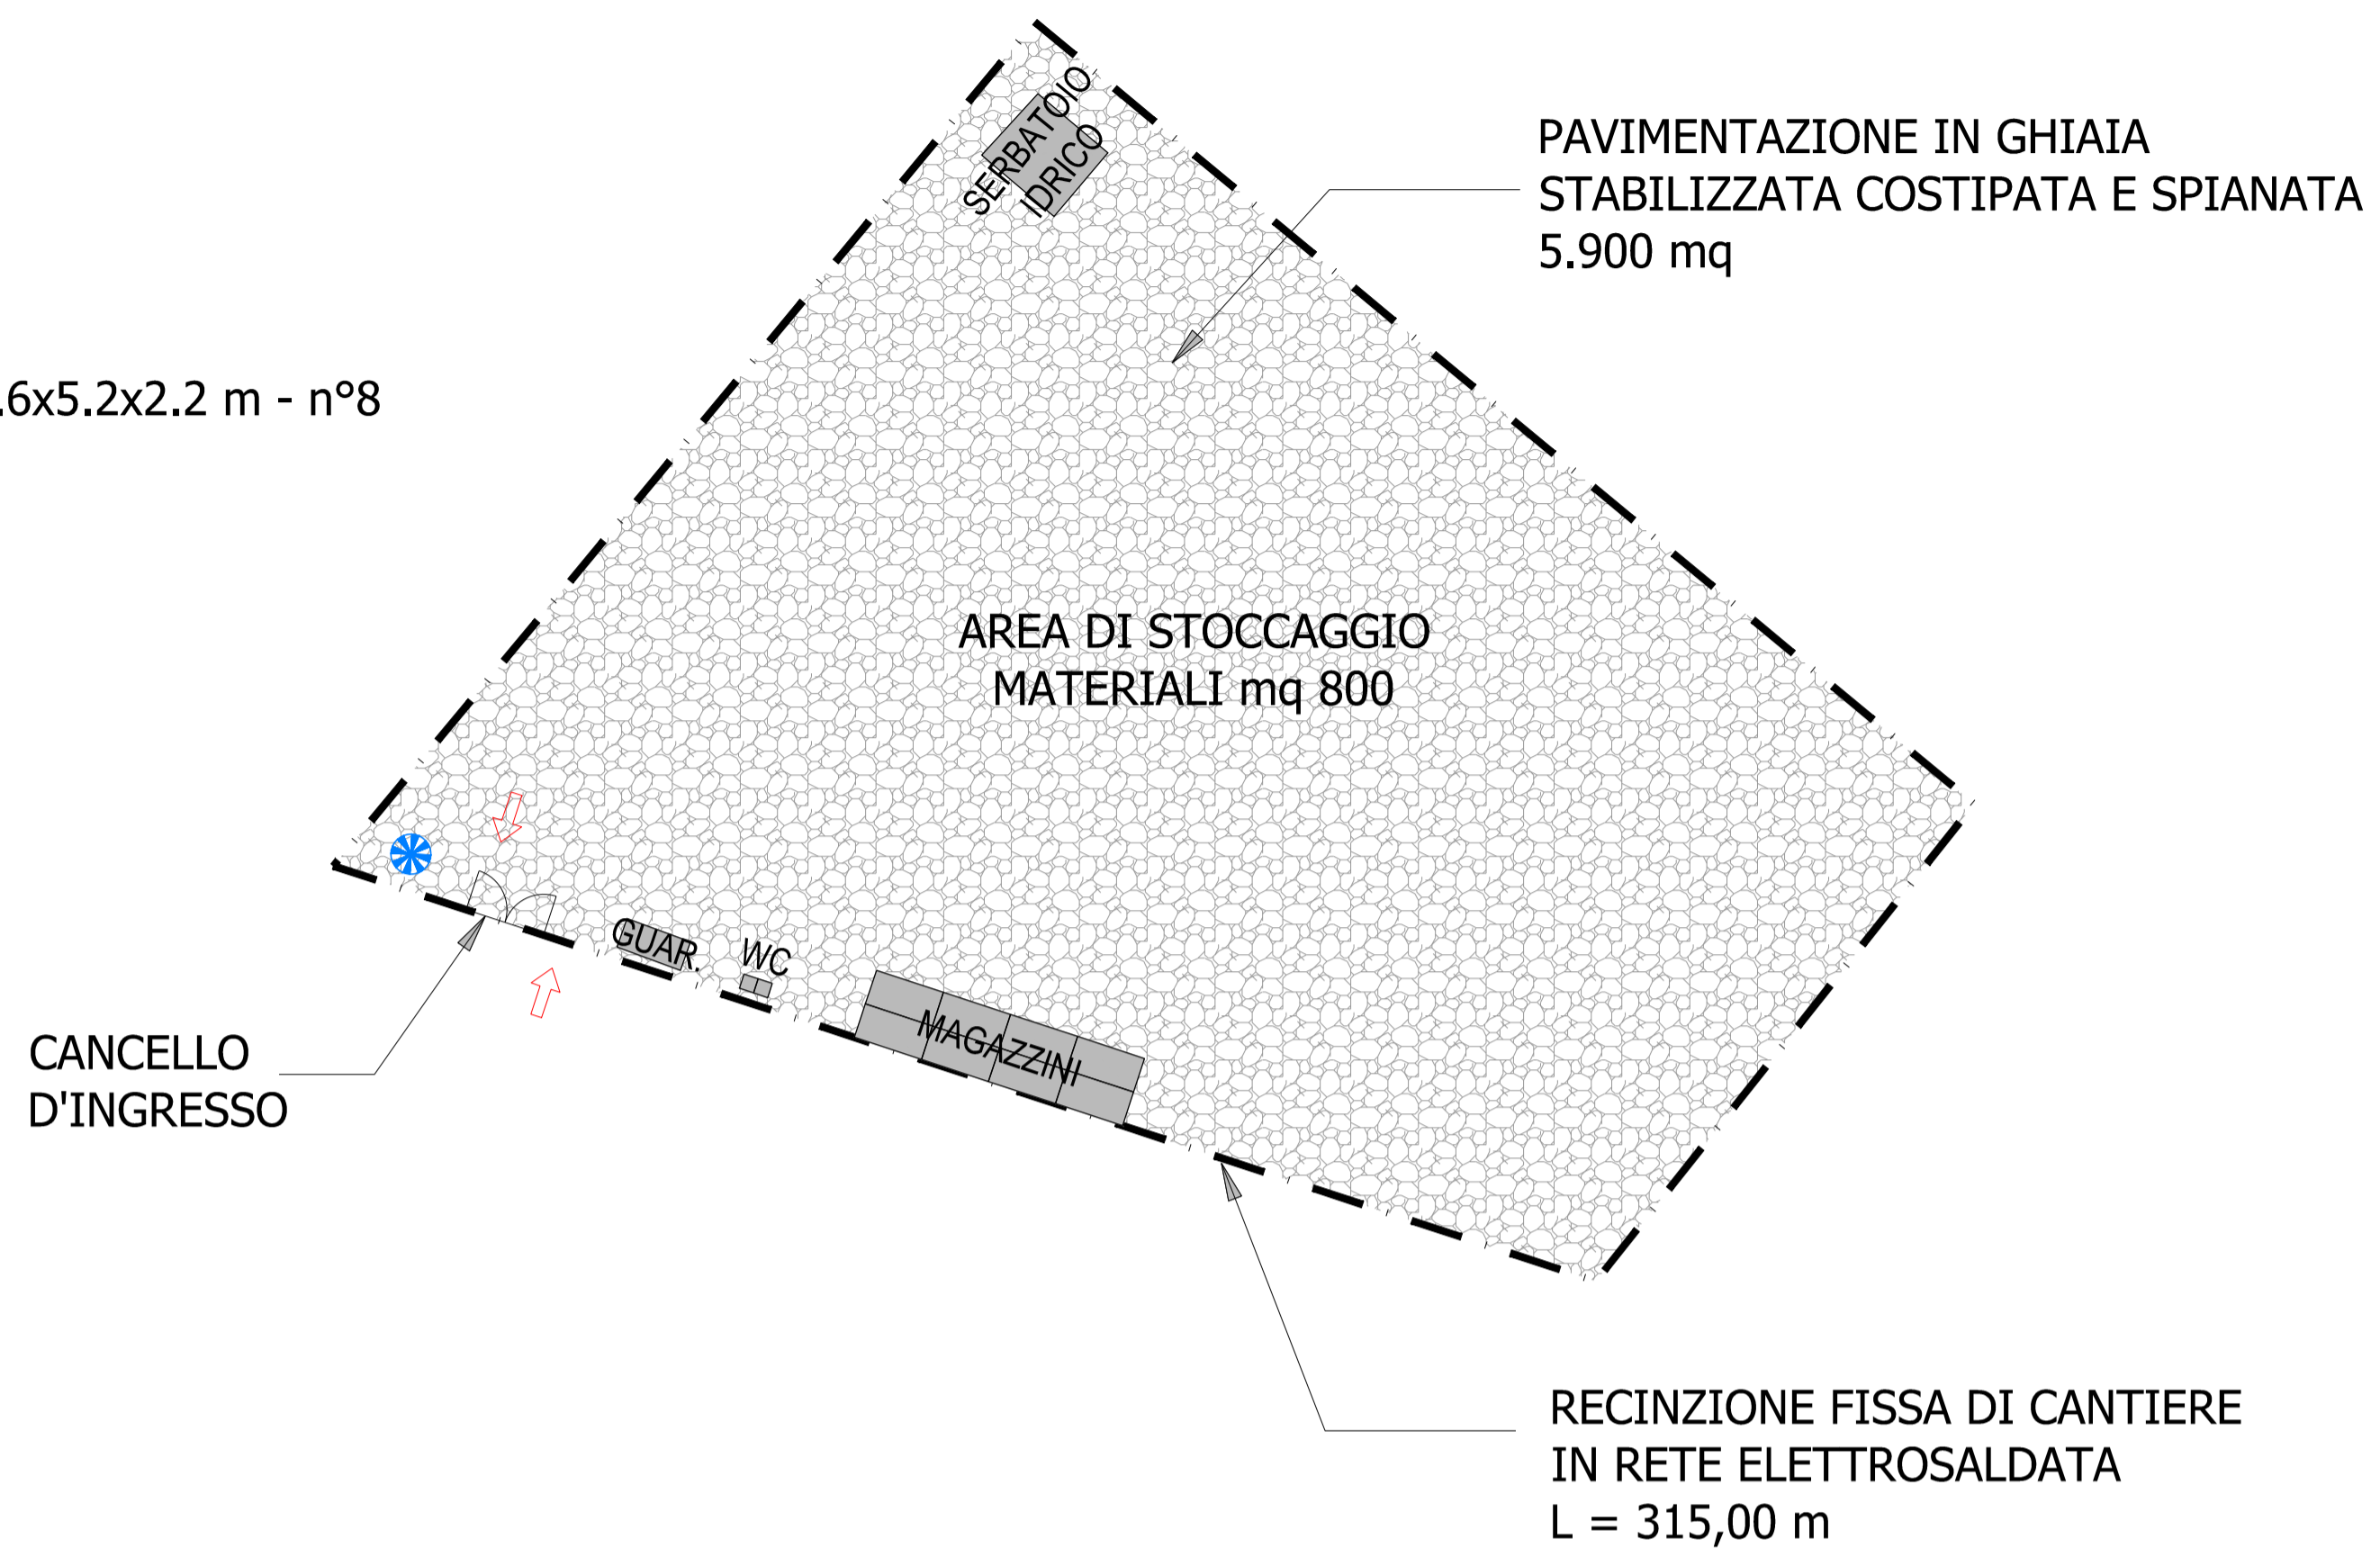 SERBATOIO
IDRICO
PAVIMENTAZIONE IN GHIAIA
STABILIZZATA COSTIPATA E SPIANATA
5.900 mq
.6x5.2x2.2 m - n°8
AREA DI STOCCAGGIO
MATERIALI mq 800
GUAR.
WC
MAGAZZINI
CANCELLO
D'INGRESSO
RECINZIONE FISSA DI CANTIERE
IN RETE ELETTROSALDATA
L = 315,00 m